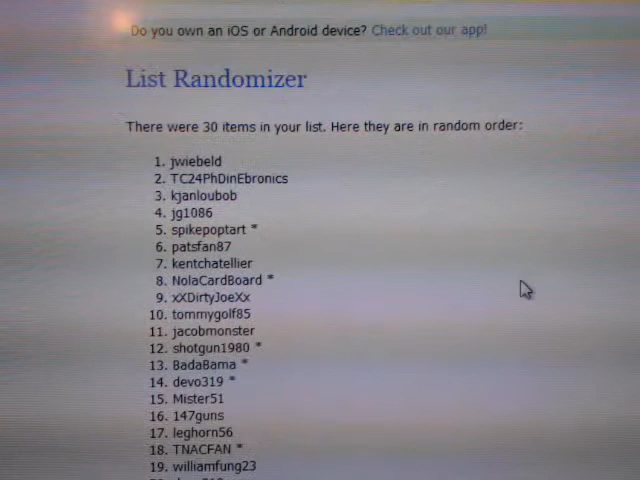 Do you own an iOS or Android device? Check out our app!
List Randomizer
There were 30 items in your list. Here they are in random order:
1. jwiebeld
2. TC24PhDinEbronics
3. kjanloubob
4. jg1086
5. spikepoptart *
6. patsfan87
7. kentchatellier
8. NolaCardBoard *
9. xXDirtyJoeXx
10. tommygolf85
11. jacobmonster
12. shotgun1980 *
13. BadaBama *
14. devo319 *
15. Mister51
16. 147guns
17. leghorn56
18. TNACFAN *
19. williamfung23